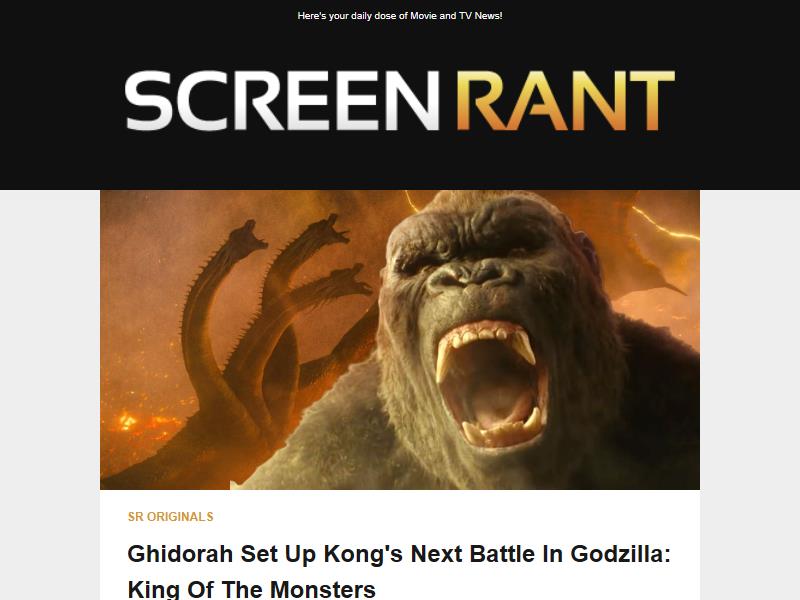 Here's your daily dose of Movie and TV News!
SCREEN RANT
SR ORIGINALS
Ghidorah Set Up Kong's Next Battle In Godzilla:
King Of The Monsters